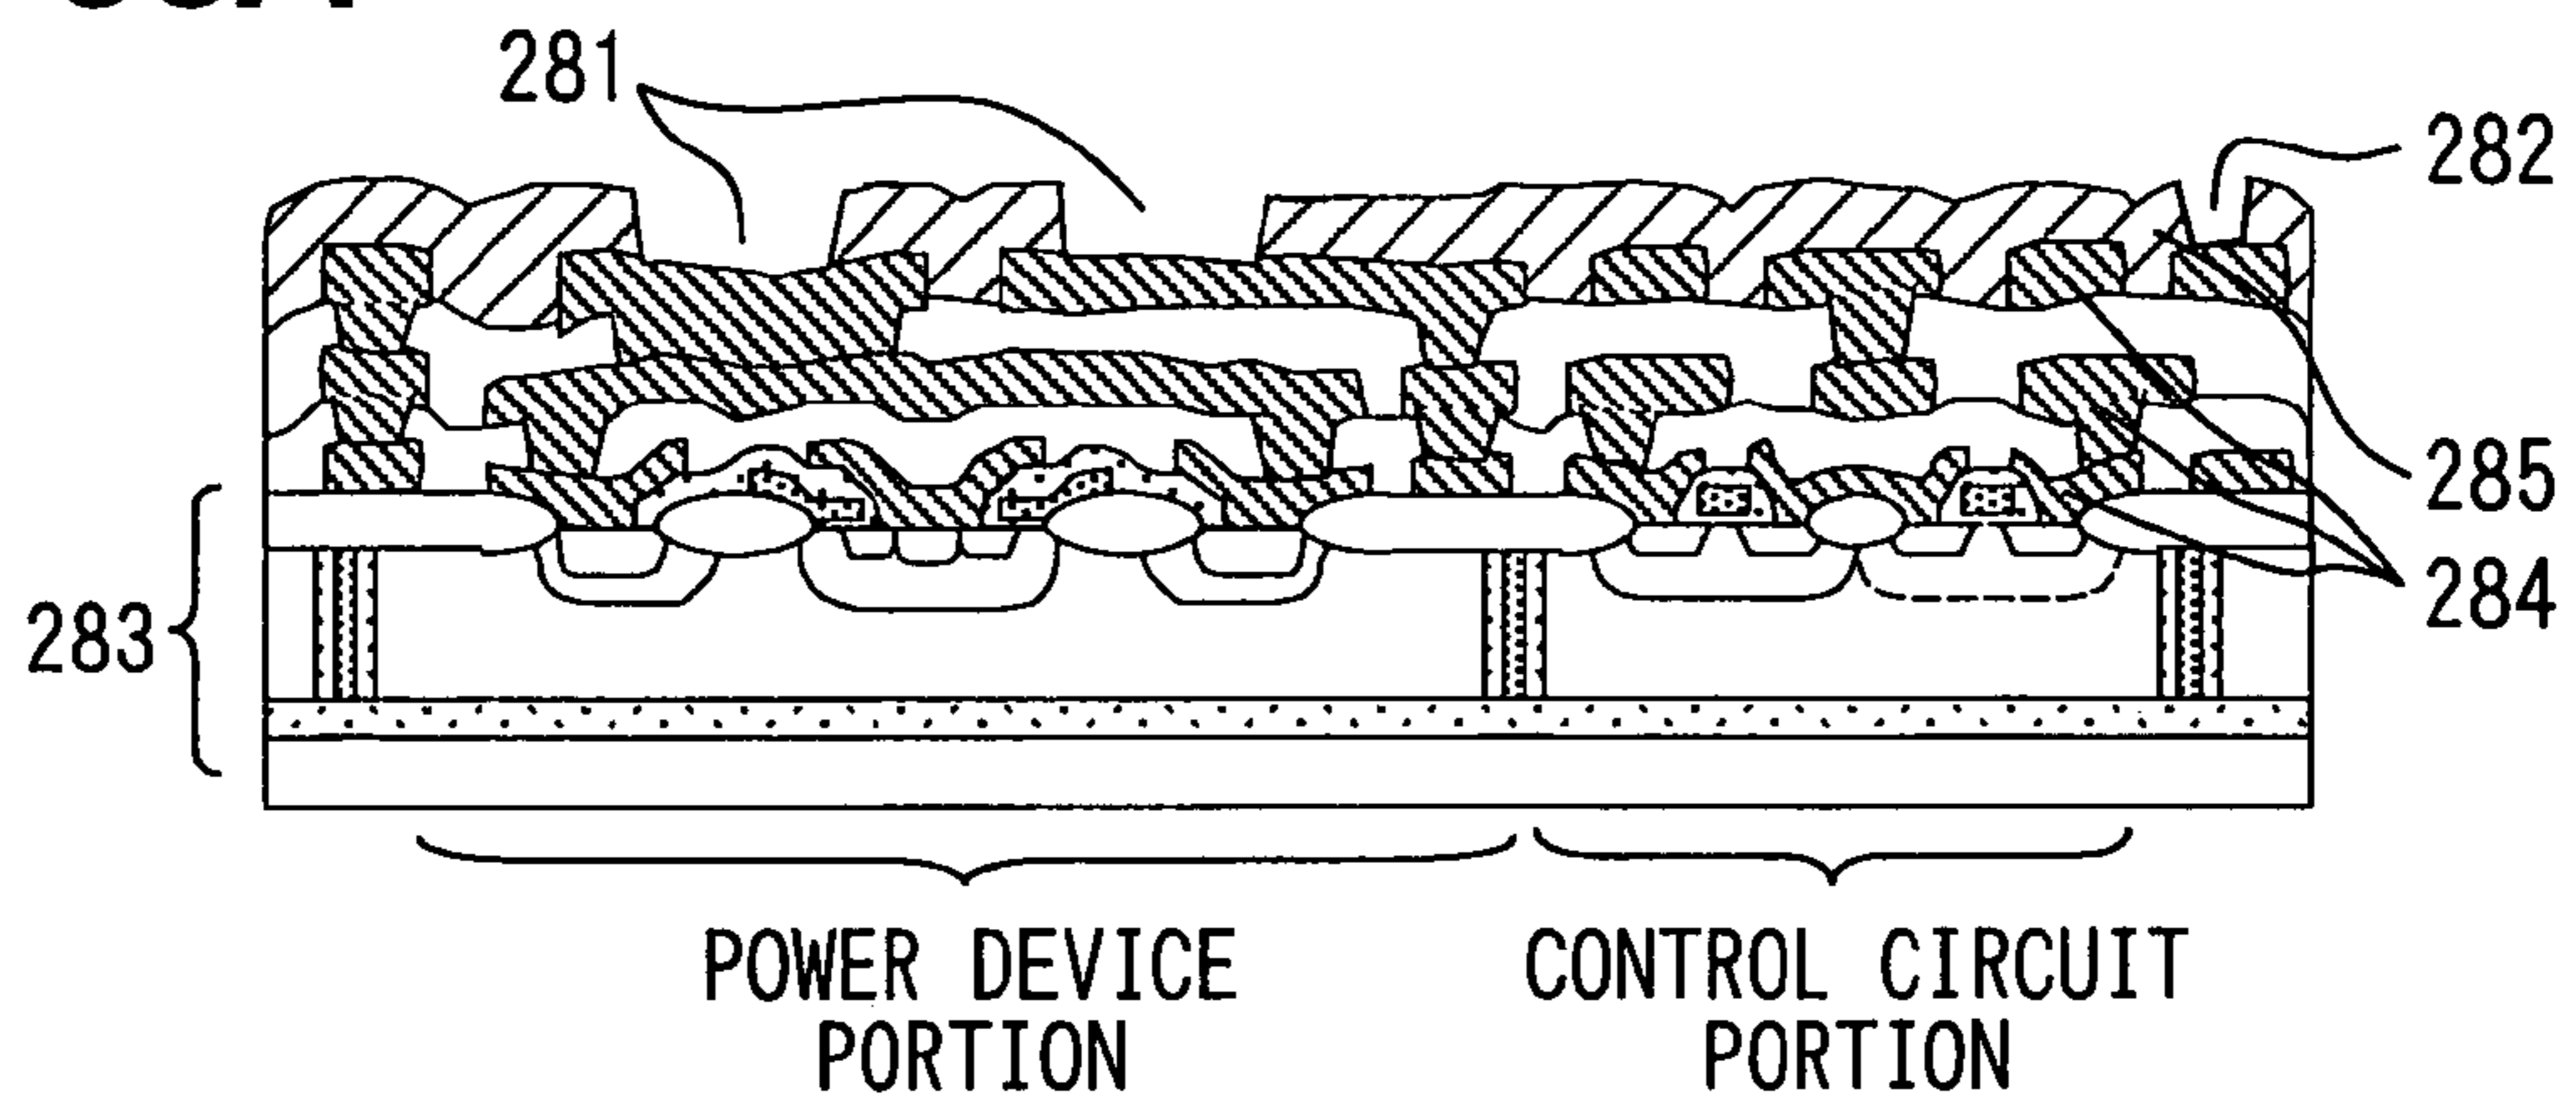 281
282
285
284
283
POWER DEVICE
PORTION
CONTROL CIRCUIT
PORTION